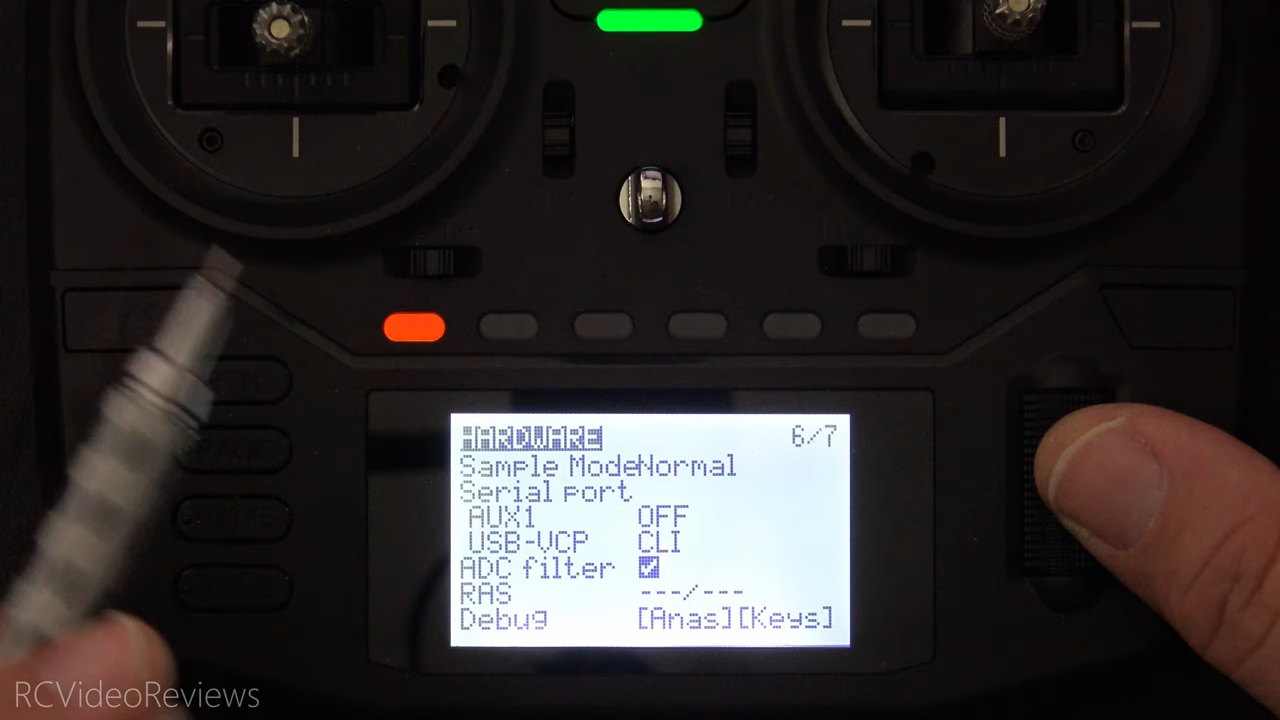 HARDWARE 6/7
Sample ModeNormal
Serial port
AUX1 OFF
USB-VCP CLI
ADC filter
RAS ---/---
Debug [Anas][Keys]
RCVideoReviews